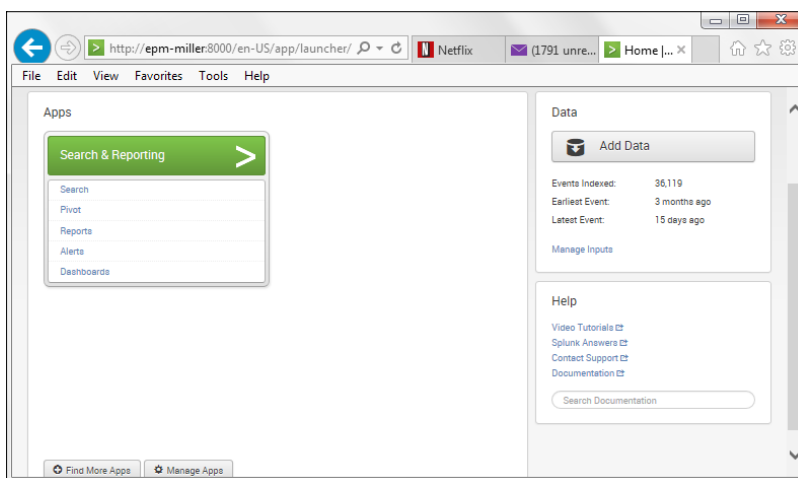 http://epm-miller:8000/en-US/app/launcher/
Netflix
(1791 unre...
Home |...
File Edit View Favorites Tools Help
Apps
Search & Reporting
Search
Pivot
Reports
Alerts
Dashboards
Find More Apps
Manage Apps
Data
Add Data
Events Indexed: 36,119
Earliest Event: 3 months ago
Latest Event: 15 days ago
Manage Inputs
Help
Video Tutorials
Splunk Answers
Contact Support
Documentation
Search Documentation